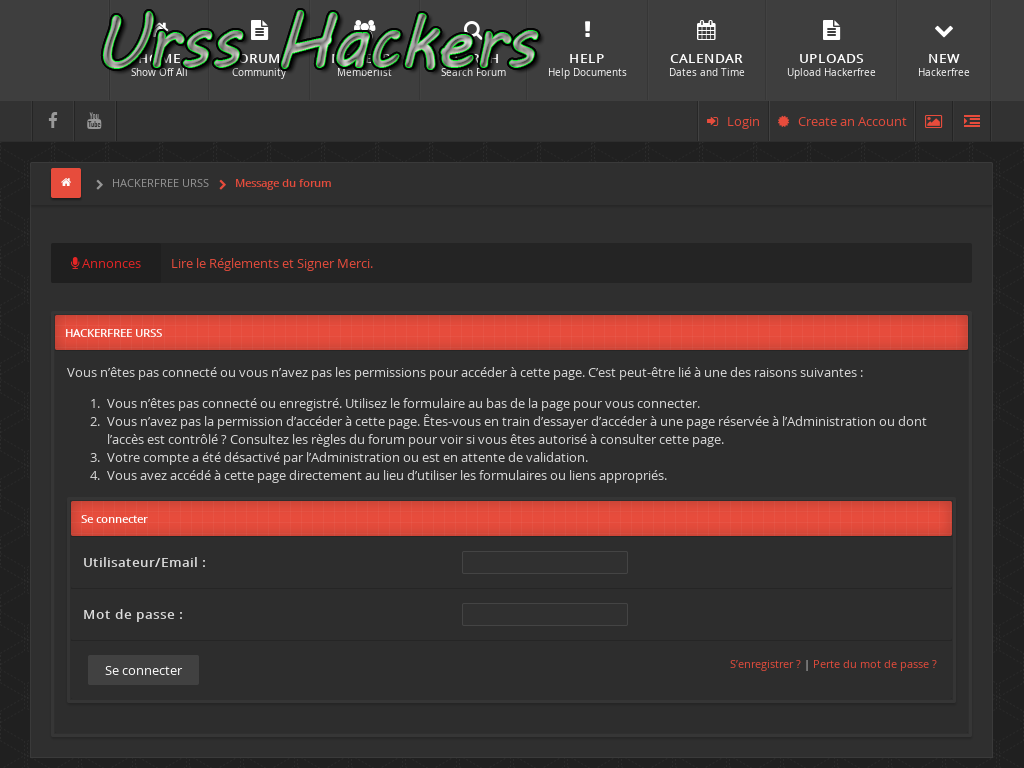 Urss Hackers
HOME
Show Off All
FORUM
Community
Memberlist
Search Forum
HELP
Help Documents
CALENDAR
Dates and Time
UPLOADS
Upload Hackerfree
NEW
Hackerfree
You Tube
Login
Create an Account
HACKERFREE URSS
Message du forum
Annonces
Lire le Réglements et Signer Merci.
HACKERFREE URSS
Vous n’êtes pas connecté ou vous n’avez pas les permissions pour accéder à cette page. C’est peut-être lié à une des raisons suivantes :
1. Vous n’êtes pas connecté ou enregistré. Utilisez le formulaire au bas de la page pour vous connecter.
2. Vous n’avez pas la permission d’accéder à cette page. Êtes-vous en train d’essayer d’accéder à une page réservée à l’Administration ou dont
l’accès est contrôlé ? Consultez les règles du forum pour voir si vous êtes autorisé à consulter cette page.
3. Votre compte a été désactivé par l’Administration ou est en attente de validation.
4. Vous avez accédé à cette page directement au lieu d’utiliser les formulaires ou liens appropriés.
Se connecter
Utilisateur/Email :
Mot de passe :
Se connecter
S’enregistrer ? | Perte du mot de passe ?